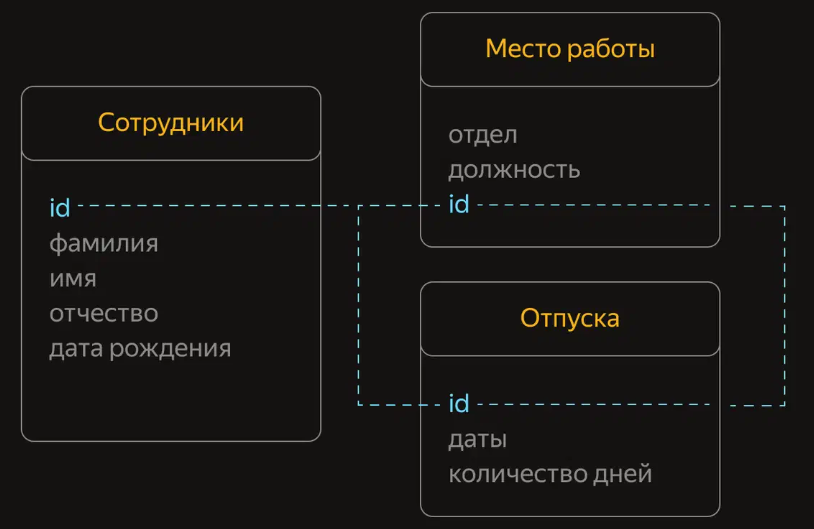 Сотрудники
id
фамилия
имя
отчество
дата рождения
Место работы
отдел
должность
id
Отпуска
id
даты
количество дней